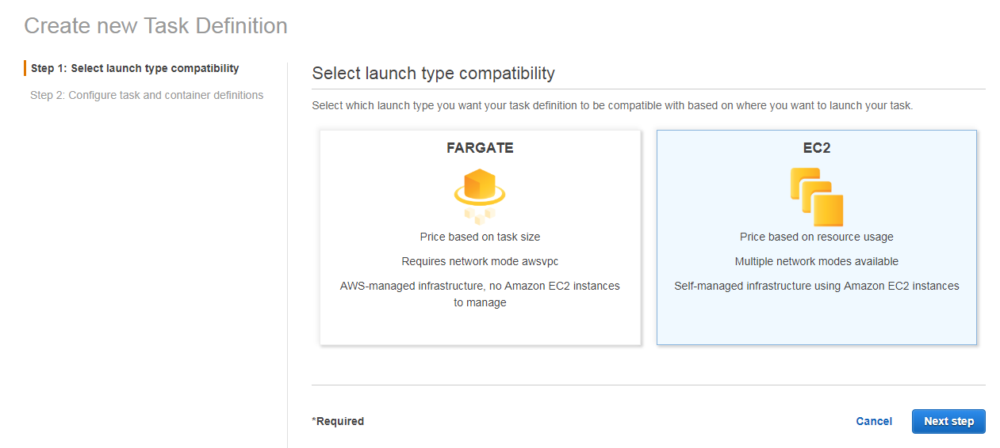 Create new Task Definition
Step 1: Select launch type compatibility
Step 2: Configure task and container definitions
Select launch type compatibility
Select which launch type you want your task definition to be compatible with based on where you want to launch your task.
FARGATE
Price based on task size
Requires network mode awsvpc
AWS-managed infrastructure, no Amazon EC2 instances
to manage
EC2
Price based on resource usage
Multiple network modes available
Self-managed infrastructure using Amazon EC2 instances
*Required
Cancel
Next step